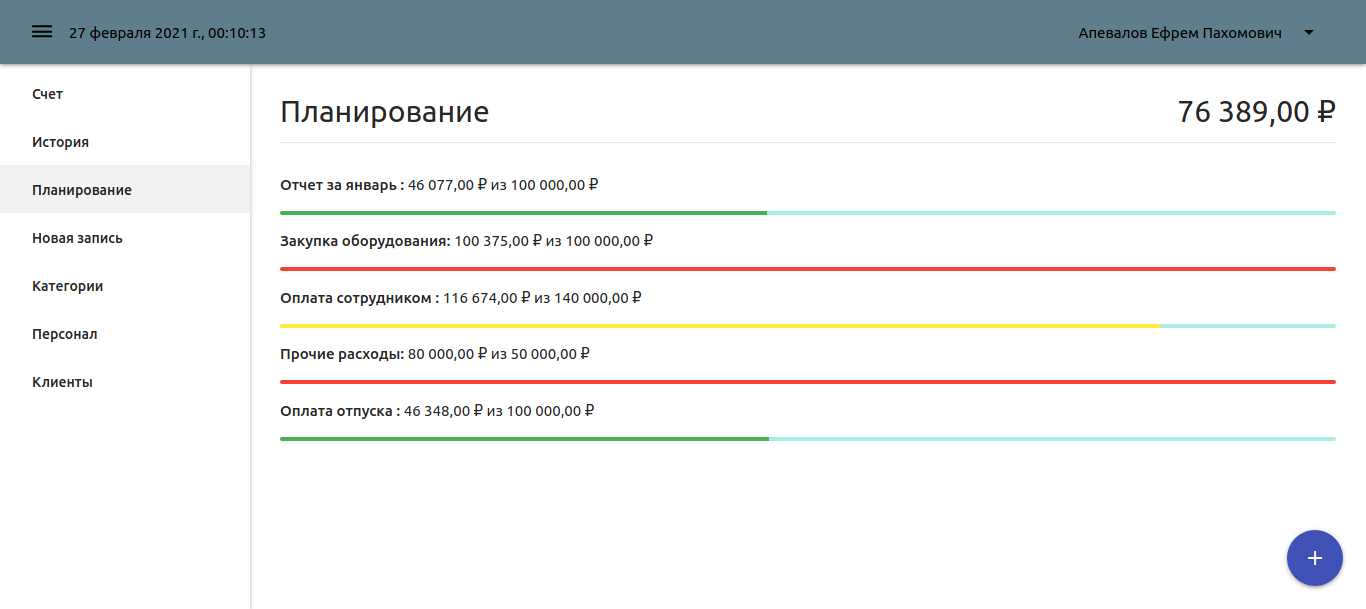 27 февраля 2021 г., 00:10:13
Апевалов Ефрем Пахомович
Счет
История
Планирование
Новая запись
Категории
Персонал
Клиенты
Планирование
76 389,00 ₽
Отчет за январь : 46 077,00 ₽ из 100 000,00 ₽
Закупка оборудования: 100 375,00 ₽ из 100 000,00 ₽
Оплата сотрудником : 116 674,00 ₽ из 140 000,00 ₽
Прочие расходы: 80 000,00 ₽ из 50 000,00 ₽
Оплата отпуска : 46 348,00 ₽ из 100 000,00 ₽
+